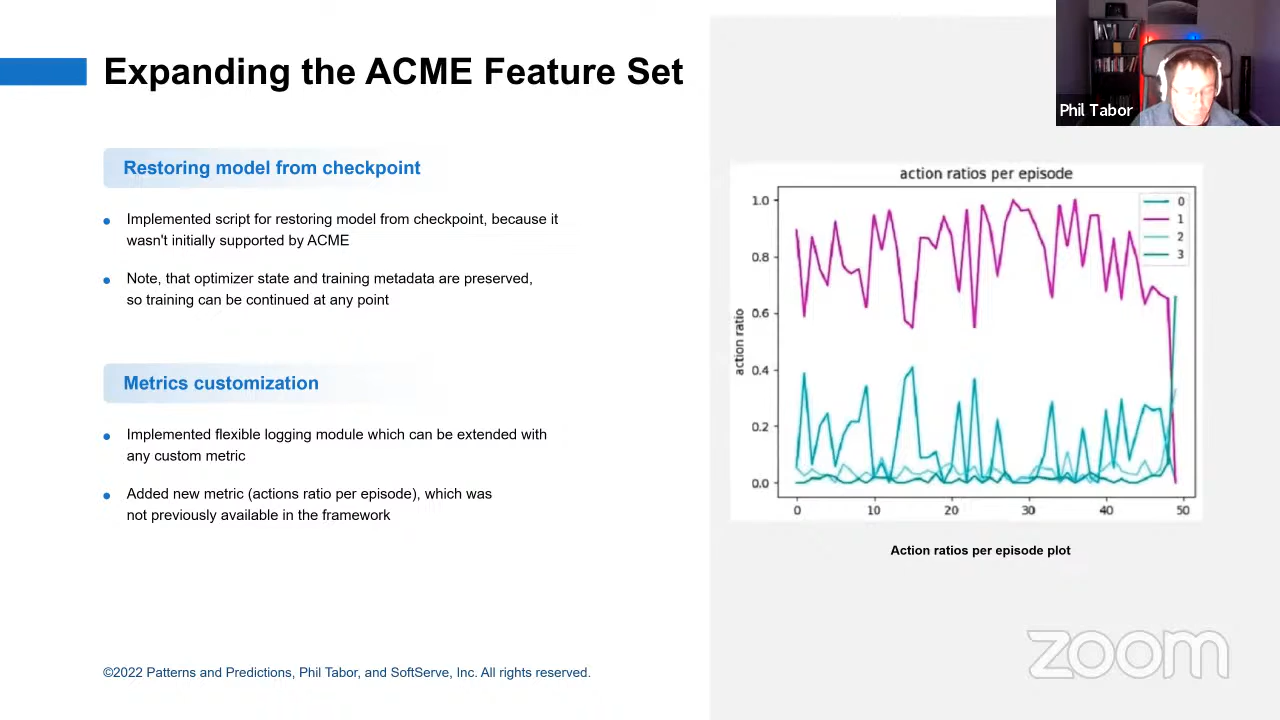 Expanding the ACME Feature Set
Phil Tabor
Restoring model from checkpoint
Implemented script for restoring model from checkpoint, because it
wasn't initially supported by ACME
Note, that optimizer state and training metadata are preserved,
so training can be continued at any point
Metrics customization
Implemented flexible logging module which can be extended with
any custom metric
Added new metric (actions ratio per episode), which was
not previously available in the framework
action ratios per episode
0
1
2
3
1.0
0.8
0.6
0.4
0.2
0.0
action ratio
0 10 20 30 40 50
Action ratios per episode plot
zoom
©2022 Patterns and Predictions, Phil Tabor, and SoftServe, Inc. All rights reserved.